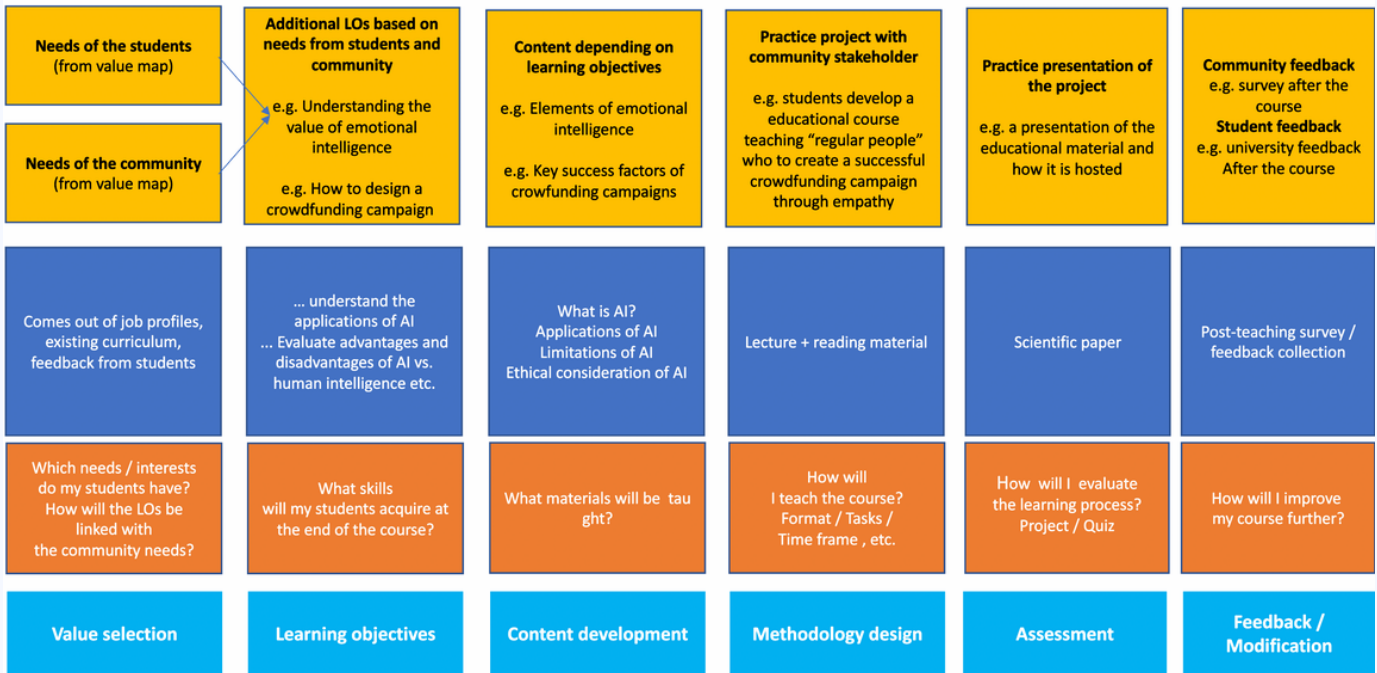 Needs of the students
(from value map)
Needs of the community
(from value map)
Additional LOs based on
needs from students and
community
e.g. Understanding the
value of emotional
intelligence
e.g. How to design a
crowdfunding campaign
Content depending on
learning objectives
e.g. Elements of emotional
intelligence
e.g. Key success factors of
crowfunding campaigns
Practice project with
community stakeholder
e.g. students develop a
educational course
teaching “regular people”
who to create a successful
crowdfunding campaign
through empathy
Practice presentation of
the project
e.g. a presentation of the
educational material and
how it is hosted
Community feedback
e.g. survey after the
course
Student feedback
e.g. university feedback
After the course
Comes out of job profiles,
existing curriculum,
feedback from students
... understand the
applications of AI
... Evaluate advantages and
disadvantages of AI vs.
human intelligence etc.
What is AI?
Applications of AI
Limitations of AI
Ethical consideration of AI
Lecture + reading material
Scientific paper
Post-teaching survey /
feedback collection
Which needs / interests
do my students have?
How will the LOs be
linked with
the community needs?
What skills
will my students acquire at
the end of the course?
What materials will be tau
ght?
How will
I teach the course?
Format / Tasks /
Time frame , etc.
How will I evaluate
the learning process?
Project / Quiz
How will I improve
my course further?
Value selection
Learning objectives
Content development
Methodology design
Assessment
Feedback /
Modification